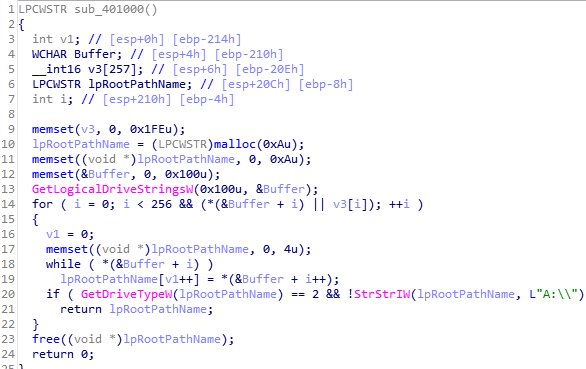 1 LPCWSTR sub_401000()
2 {
3 int v1; // [esp+0h] [ebp-214h]
4 WCHAR Buffer; // [esp+4h] [ebp-210h]
5 __int16 v3[257]; // [esp+6h] [ebp-20Eh]
6 LPCWSTR lpRootPathName; // [esp+20Ch] [ebp-8h]
7 int i; // [esp+210h] [ebp-4h]
8
9 memset(v3, 0, 0x1FEu);
10 lpRootPathName = (LPCWSTR)malloc(0xAu);
11 memset((void *)lpRootPathName, 0, 0xAu);
12 memset(&Buffer, 0, 0x100u);
13 GetLogicalDriveStringsW(0x100u, &Buffer);
14 for ( i = 0; i < 256 && (*(&Buffer + i) || v3[i]); ++i )
15 {
16 v1 = 0;
17 memset((void *)lpRootPathName, 0, 4u);
18 while ( *(&Buffer + i) )
19 lpRootPathName[v1++] = *(&Buffer + i++);
20 if ( GetDriveTypeW(lpRootPathName) == 2 && !StrStrIW(lpRootPathName, L"A:\\")
21 return lpRootPathName;
22 }
23 free((void *)lpRootPathName);
24 return 0;
25 }